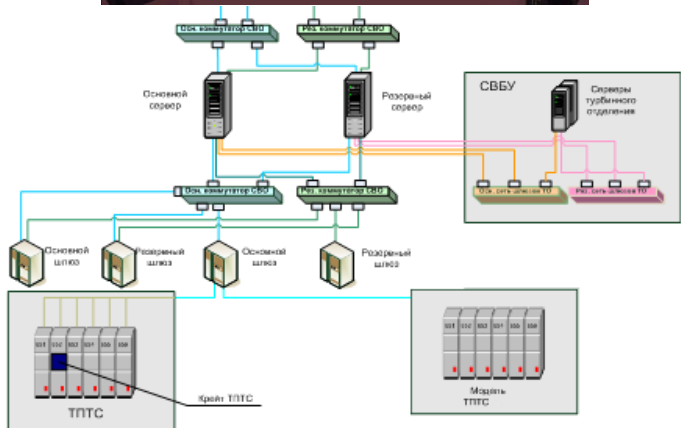 Осн. коммутатор СВО
Рез. коммутатор СВО
Основной
сервер
Резервный
сервер
СВБУ
Серверы
турбинного
отделения
Осн. коммутатор СВО
Рез. коммутатор СВО
Осн. сеть шлюзов ТО
Рез. сеть шлюзов ТО
Основной
шлюз
Резервный
шлюз
Основной
шлюз
Резервный
шлюз
ТПТС
Крейт ТПТС
Модель
ТПТС